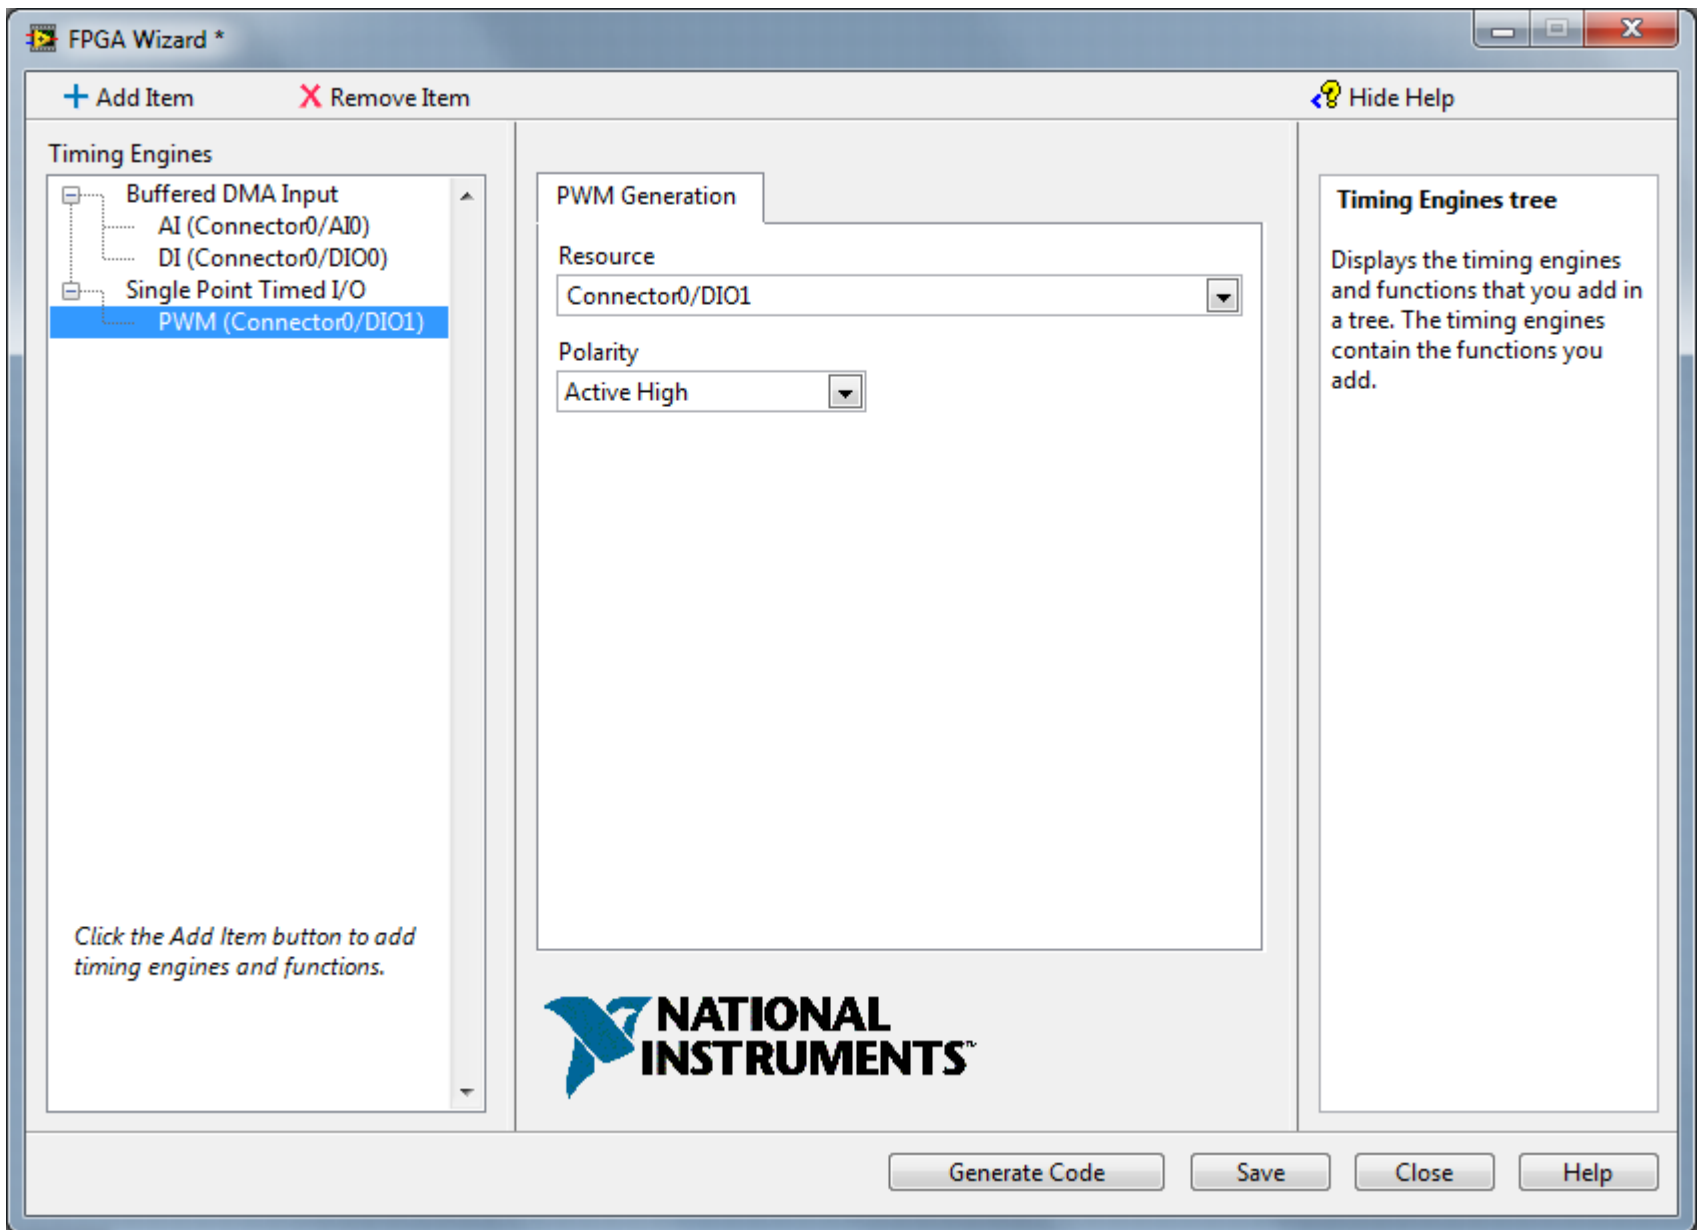 FPGA Wizard *
Add Item
Remove Item
Hide Help
Timing Engines
Buffered DMA Input
AI (Connector0/AI0)
DI (Connector0/DIO0)
Single Point Timed I/O
PWM (Connector0/DIO1)
Click the Add Item button to add
timing engines and functions.
PWM Generation
Resource
Connector0/DIO1
Polarity
Active High
NATIONAL
INSTRUMENTS™
Timing Engines tree
Displays the timing engines
and functions that you add in
a tree. The timing engines
contain the functions you
add.
Generate Code
Save
Close
Help